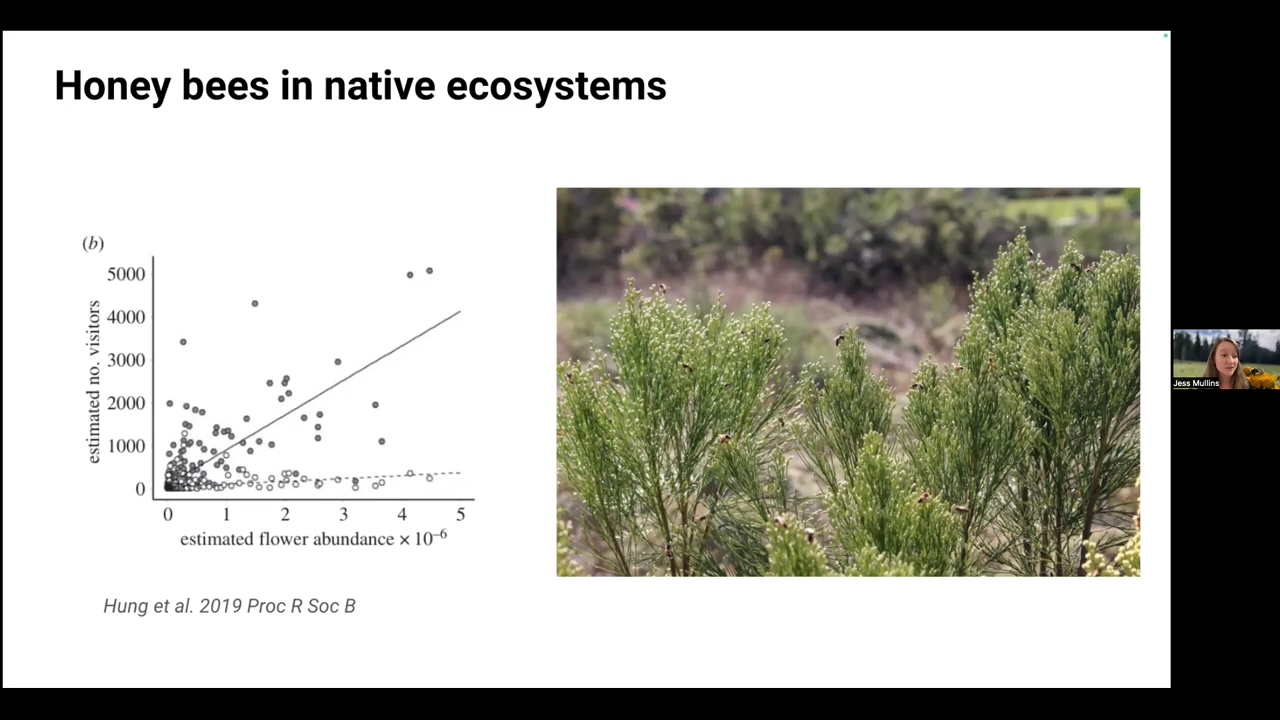 Honey bees in native ecosystems
(b)
estimated no. visitors
5000
4000
3000
2000
1000
0
0 1 2 3 4 5
estimated flower abundance × 10⁻⁶
Hung et al. 2019 Proc R Soc B
Jess Mullins